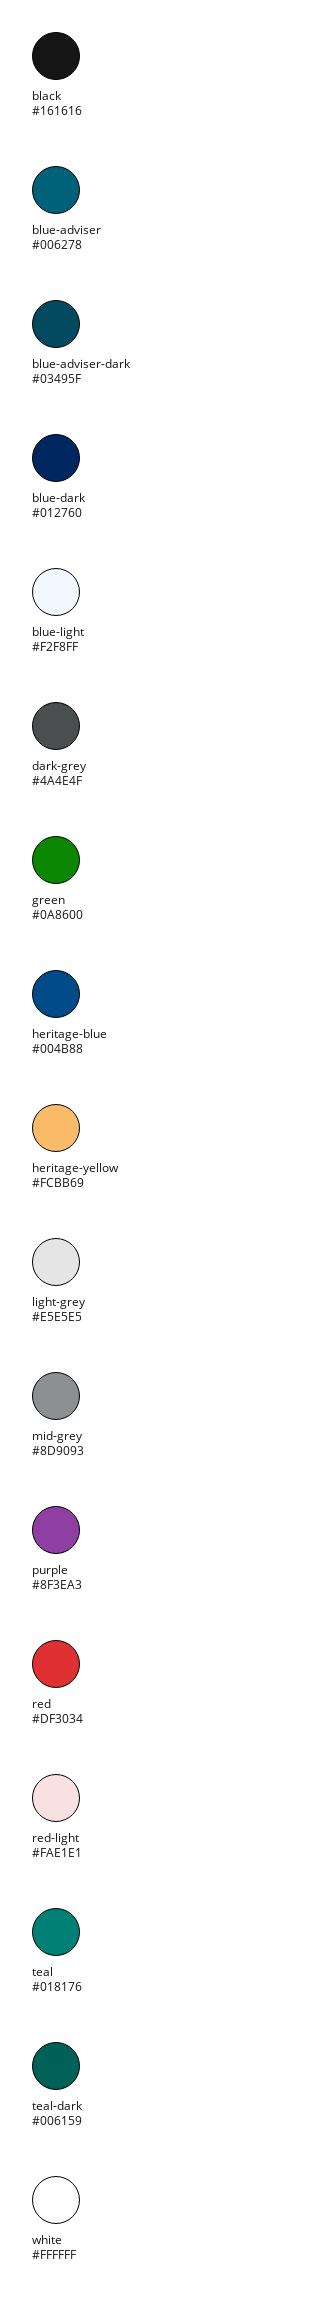 black
#161616
blue-adviser
#006278
blue-adviser-dark
#03495F
blue-dark
#012760
blue-light
#F2F8FF
dark-grey
#4A4E4F
green
#0A8600
heritage-blue
#004B88
heritage-yellow
#FCBB69
light-grey
#E5E5E5
mid-grey
#8D9093
purple
#8F3EA3
red
#DF3034
red-light
#FAE1E1
teal
#018176
teal-dark
#006159
white
#FFFFFF